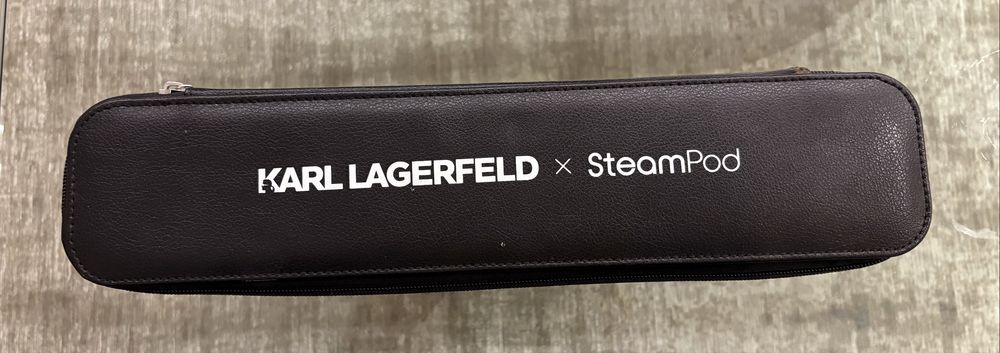 KARL LAGERFELD × SteamPod